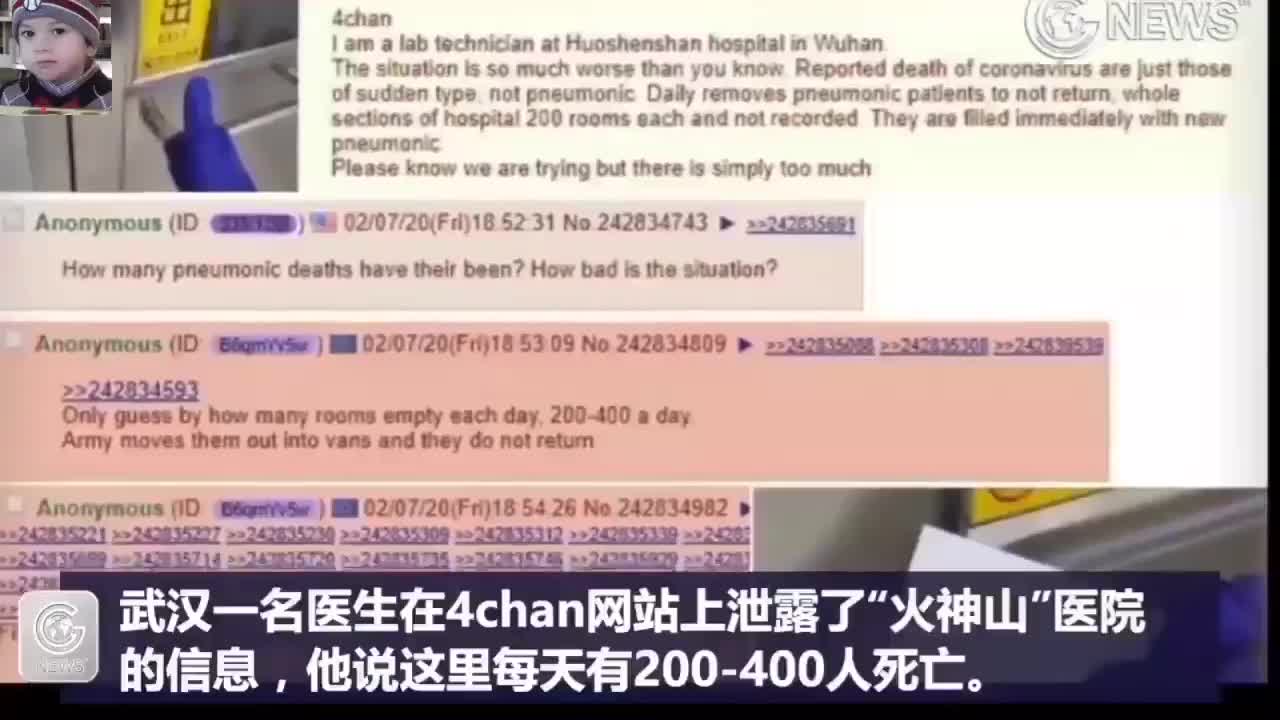 出
EXIT
NEWS
4chan
I am a lab technician at Huoshenshan hospital in Wuhan.
The situation is so much worse than you know. Reported death of coronavirus are just those
of sudden type, not pneumonic. Daily removes pneumonic patients to not return, whole
sections of hospital 200 rooms each and not recorded. They are filled immediately with new
pneumonic.
Please know we are trying but there is simply too much
Anonymous (ID ) 02/07/20(Fri)18:52:31 No.242834743 ▶ >>242835691
How many pneumonic deaths have their been? How bad is the situation?
Anonymous (ID B6qmYv5w) 02/07/20(Fri)18:53:09 No.242834809 ▶ >>242835088 >>242835308 >>242839539
>>242834593
Only guess by how many rooms empty each day, 200-400 a day.
Army moves them out into vans and they do not return
Anonymous (ID B6qmYv5w) 02/07/20(Fri)18:54:26 No.242834982 ▶
>>242835221 >>242835227 >>242835230 >>242835309 >>242835312 >>242835339
>>242835714 >>242835720 >>242835735 >>242835746
武汉一名医生在4chan网站上泄露了“火神山”医院
的信息，他说这里每天有200-400人死亡。
NEWS